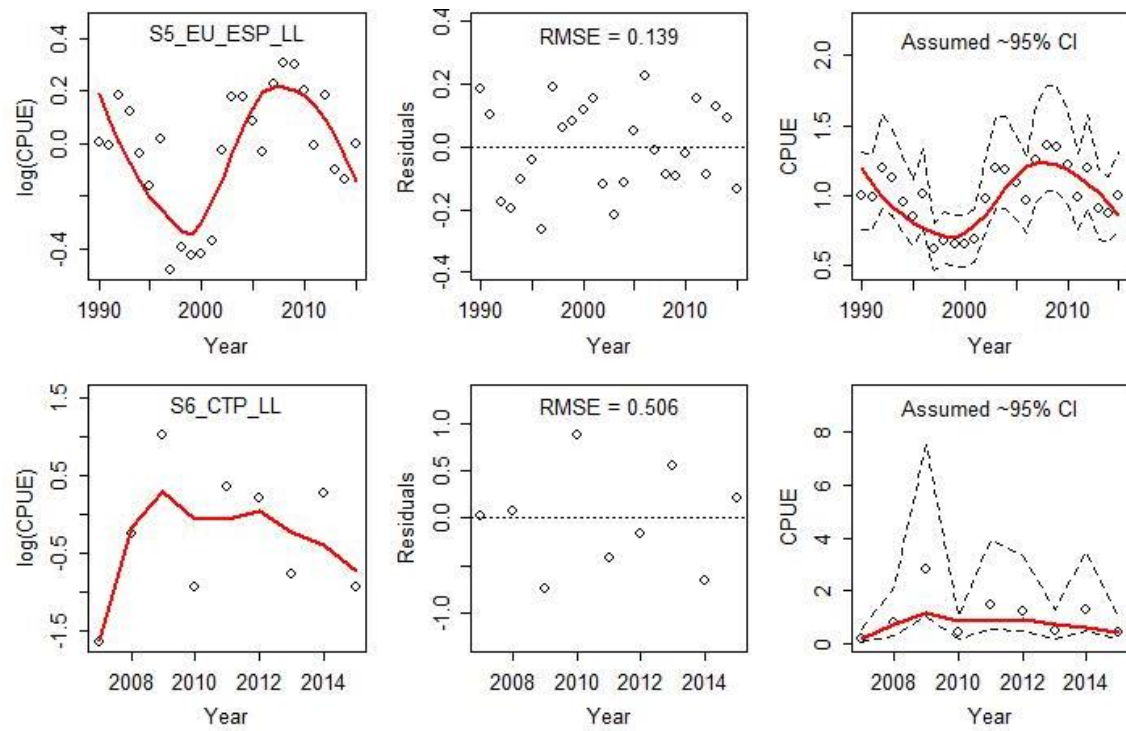 S5_EU_ESP_LL
log(CPUE)
0.4
0.2
0.0
-0.4
1990
2000
2010
Year
RMSE = 0.139
Residuals
0.4
0.2
0.0
-0.2
-0.4
1990
2000
2010
Year
Assumed ~95% CI
CPUE
2.0
1.5
1.0
0.5
1990
2000
2010
Year
S6_CTP_LL
log(CPUE)
1.5
0.5
-0.5
-1.5
2008
2010
2012
2014
Year
RMSE = 0.506
Residuals
1.0
0.5
0.0
-1.0
2008
2010
2012
2014
Year
Assumed ~95% CI
CPUE
8
6
4
2
0
2008
2010
2012
2014
Year